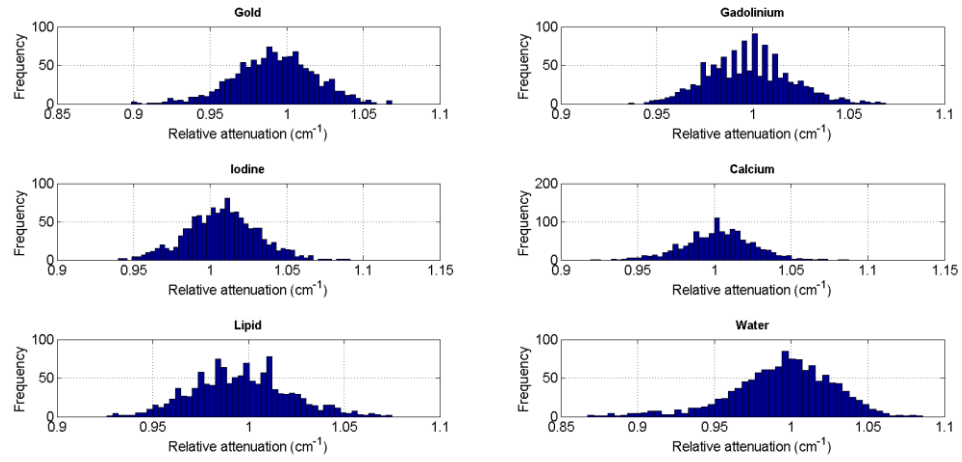 Gold
Frequency
100
50
0
0.85 0.9 0.95 1 1.05 1.1
Relative attenuation (cm⁻¹)
Gadolinium
Frequency
100
50
0
0.9 0.95 1 1.05 1.1
Relative attenuation (cm⁻¹)
Iodine
Frequency
100
50
0
0.9 0.95 1 1.05 1.1 1.15
Relative attenuation (cm⁻¹)
Calcium
Frequency
200
100
0
0.9 0.95 1 1.05 1.1 1.15
Relative attenuation (cm⁻¹)
Lipid
Frequency
100
50
0
0.9 0.95 1 1.05 1.1
Relative attenuation (cm⁻¹)
Water
Frequency
100
50
0
0.85 0.9 0.95 1 1.05 1.1
Relative attenuation (cm⁻¹)